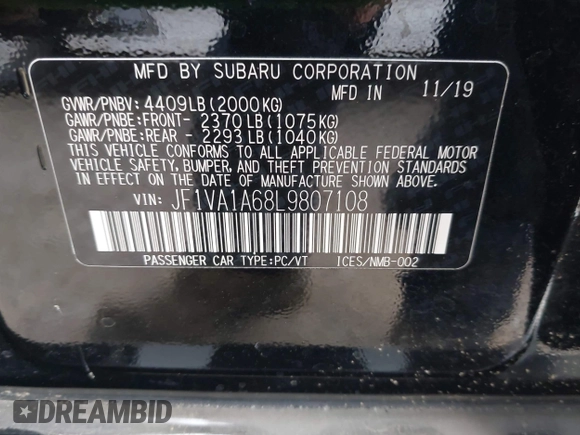 MFD BY SUBARU CORPORATION
MFD IN 11/19
GVWR/PNBV: 4409LB(2000KG)
GAWR/PNBE:FRONT- 2370LB(1075KG)
GAWR/PNBE:REAR - 2293LB(1040KG)
THIS VEHICLE CONFORMS TO ALL APPLICABLE FEDERAL MOTOR
VEHICLE SAFETY, BUMPER, AND THEFT PREVENTION STANDARDS
IN EFFECT ON THE DATE OF MANUFACTURE SHOWN ABOVE.
VIN: JF1VA1A68L9807108
PASSENGER CAR TYPE:PC/VT ICES/NMB-002
DREAMBID